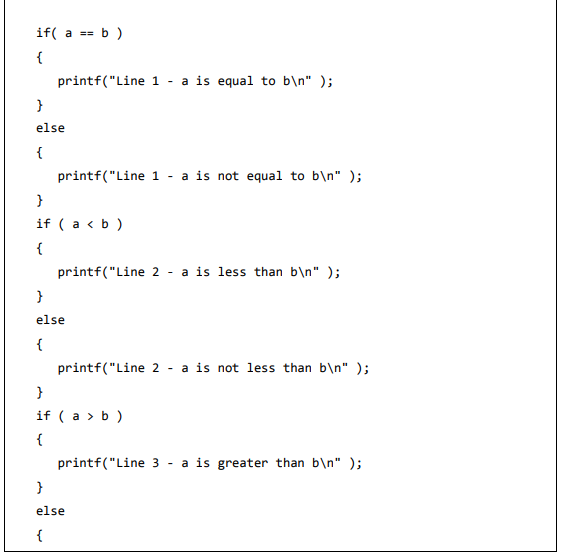 if( a == b )
{
   printf("Line 1 - a is equal to b\n" );
}
else
{
   printf("Line 1 - a is not equal to b\n" );
}
if ( a < b )
{
   printf("Line 2 - a is less than b\n" );
}
else
{
   printf("Line 2 - a is not less than b\n" );
}
if ( a > b )
{
   printf("Line 3 - a is greater than b\n" );
}
else
{